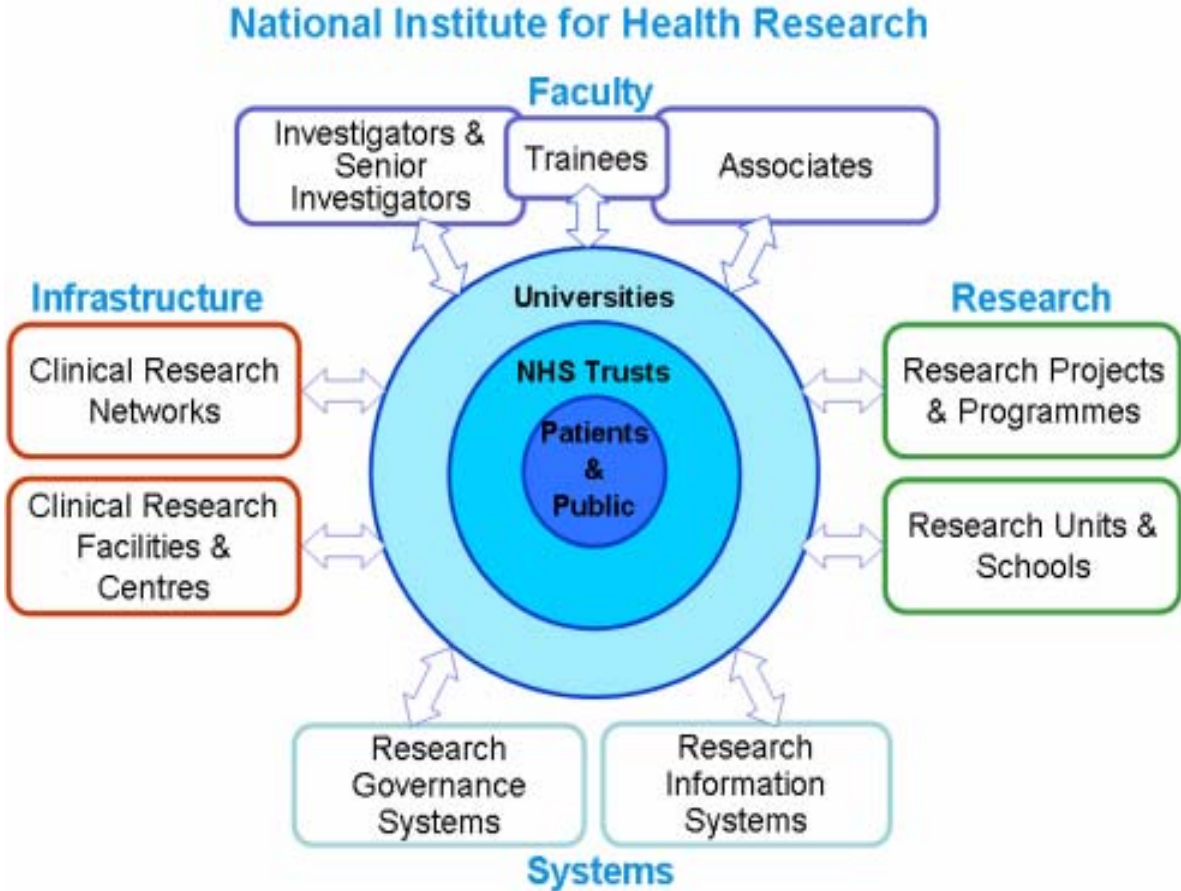 National Institute for Health Research
Faculty
Investigators &
Senior
Investigators
Trainees
Associates
Infrastructure
Clinical Research
Networks
Clinical Research
Facilities &
Centres
Universities
NHS Trusts
Patients
&
Public
Research
Research Projects
& Programmes
Research Units &
Schools
Research
Governance
Systems
Research
Information
Systems
Systems